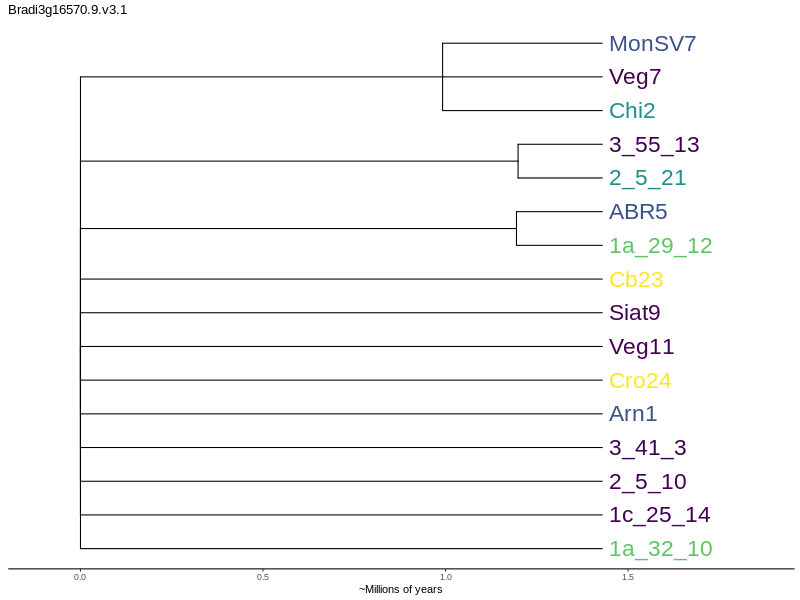 Bradi3g16570.9.v3.1
MonSV7
Veg7
Chi2
3_55_13
2_5_21
ABR5
1a_29_12
Cb23
Siat9
Veg11
Cro24
Arn1
3_41_3
2_5_10
1c_25_14
1a_32_10
0.0 0.5 1.0 1.5
~Millions of years